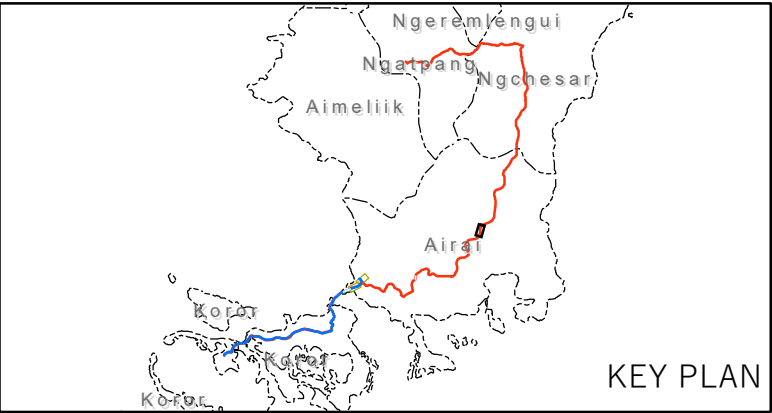 Ngeremlengui
Ngatpang
Ngchesar
Aimeliik
Airai
Koror
Koror
KEY PLAN
Koror